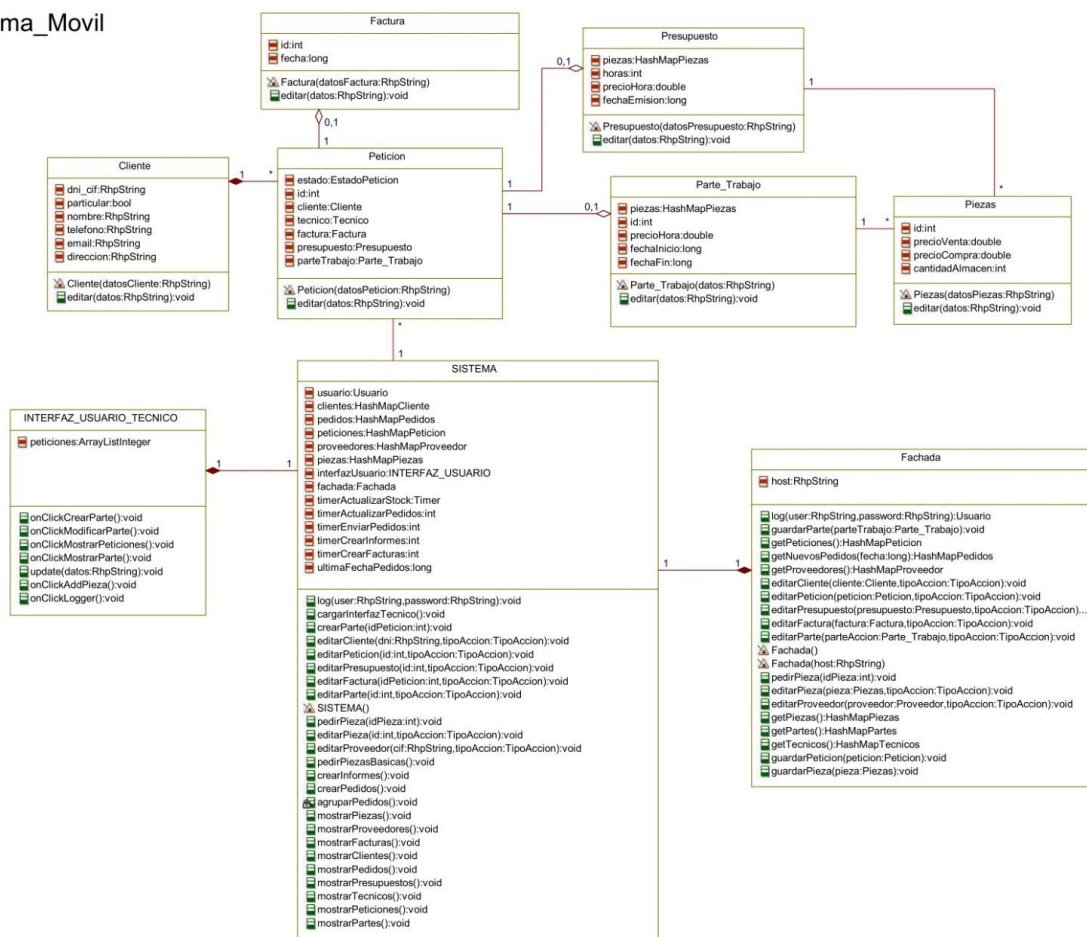 ma_Movil
Factura
id:int
fecha:long
Factura(datosFactura:RhpString)
editar(datos:RhpString):void
0,1
1
Presupuesto
piezas:HashMapPiezas
horas:int
precioHora:double
fechaEmision:long
Presupuesto(datosPresupuesto:RhpString)
editar(datos:RhpString):void
0,1
1
Cliente
dni_cif:RhpString
particular:bool
nombre:RhpString
telefono:RhpString
email:RhpString
direccion:RhpString
Cliente(datosCliente:RhpString)
editar(datos:RhpString):void
1
*
Peticion
estado:EstadoPeticion
id:int
cliente:Cliente
tecnico:Tecnico
factura:Factura
presupuesto:Presupuesto
parteTrabajo:Parte_Trabajo
Peticion(datosPeticion:RhpString)
editar(datos:RhpString):void
1
1
0,1
Parte_Trabajo
piezas:HashMapPiezas
id:int
precioHora:double
fechaInicio:long
fechaFin:long
Parte_Trabajo(datos:RhpString)
editar(datos:RhpString):void
1
*
*
Piezas
id:int
precioVenta:double
precioCompra:double
cantidadAlmacen:int
Piezas(datosPiezas:RhpString)
editar(datos:RhpString):void
*
1
SISTEMA
usuario:Usuario
clientes:HashMapCliente
pedidos:HashMapPedidos
peticiones:HashMapPeticion
proveedores:HashMapProveedor
piezas:HashMapPiezas
interfazUsuario:INTERFAZ_USUARIO
fachada:Fachada
timerActualizarStock:Timer
timerActualizarPedidos:int
timerEnviarPedidos:int
timerCrearInformes:int
timerCrearFacturas:int
ultimaFechaPedidos:long
log(user:RhpString,password:RhpString):void
cargarInterfazTecnico():void
crearParte(idPeticion:int):void
editarCliente(dni:RhpString,tipoAccion:TipoAccion):void
editarPeticion(id:int,tipoAccion:TipoAccion):void
editarPresupuesto(id:int,tipoAccion:TipoAccion):void
editarFactura(idPeticion:int,tipoAccion:TipoAccion):void
editarParte(id:int,tipoAccion:TipoAccion):void
SISTEMA()
pedirPieza(idPieza:int):void
editarPieza(id:int,tipoAccion:TipoAccion):void
editarProveedor(cif:RhpString,tipoAccion:TipoAccion):void
pedirPiezasBasicas():void
crearInformes():void
crearPedidos():void
agruparPedidos():void
mostrarPiezas():void
mostrarProveedores():void
mostrarFacturas():void
mostrarClientes():void
mostrarPedidos():void
mostrarPresupuestos():void
mostrarTecnicos():void
mostrarPeticiones():void
mostrarPartes():void
INTERFAZ_USUARIO_TECNICO
peticiones:ArrayListInteger
onClickCrearParte():void
onClickModificarParte():void
onClickMostrarPeticiones():void
onClickMostrarParte():void
update(datos:RhpString):void
onClickAddPieza():void
onClickLogger():void
1
1
1
1
Fachada
host:RhpString
log(user:RhpString,password:RhpString):Usuario
guardarParte(parteTrabajo:Parte_Trabajo):void
getPeticiones():HashMapPeticion
getNuevosPedidos(fecha:long):HashMapPedidos
getProveedores():HashMapProveedor
editarCliente(cliente:Cliente,tipoAccion:TipoAccion):void
editarPeticion(peticion:Peticion,tipoAccion:TipoAccion):void
editarPresupuesto(presupuesto:Presupuesto,tipoAccion:TipoAccion)...
editarFactura(factura:Factura,tipoAccion:TipoAccion):void
editarParte(parteAccion:Parte_Trabajo,tipoAccion:TipoAccion):void
Fachada()
Fachada(host:RhpString)
pedirPieza(idPieza:int):void
editarPieza(pieza:Piezas,tipoAccion:TipoAccion):void
editarProveedor(proveedor:Proveedor,tipoAccion:TipoAccion):void
getPiezas():HashMapPiezas
getPartes():HashMapPartes
getTecnicos():HashMapTecnicos
guardarPeticion(peticion:Peticion):void
guardarPieza(pieza:Piezas):void